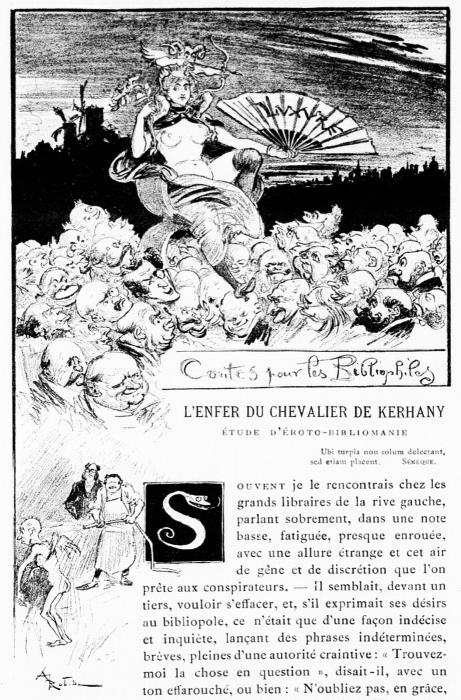 Contes pour les Bibliophiles
L'ENFER DU CHEVALIER DE KERHANY
ÉTUDE D'ÉROTO-BIBLIOMANIE
Ubi turpia non solum delectant,
sed etiam placent. SÉNÈQUE.
SOUVENT je le rencontrais chez les
grands libraires de la rive gauche,
parlant sobrement, dans une note
basse, fatiguée, presque enrouée,
avec une allure étrange et cet air
de gêne et de discrétion que l'on
prête aux conspirateurs. — Il semblait, devant un
tiers, vouloir s'effacer, et, s'il exprimait ses désirs
au bibliopole, ce n'était que d'une façon indécise
et inquiète, lançant des phrases indéterminées,
brèves, pleines d'une autorité craintive : « Trouvez-
moi la chose en question », disait-il, avec un
ton effarouché, ou bien : « N'oubliez pas, en grâce,
A. Robida